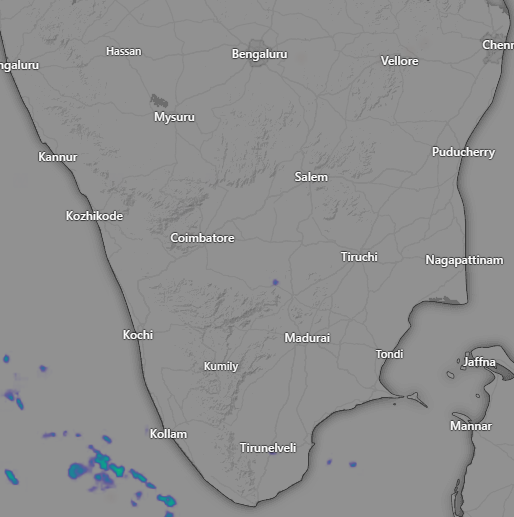 Hassan
Bengaluru
Chenn
ngaluru
Vellore
Mysuru
Kannur
Puducherry
Salem
Kozhikode
Coimbatore
Tiruchi
Nagapattinam
Kochi
Madurai
Tondi
Jaffna
Kumily
Mannar
Kollam
Tirunelveli